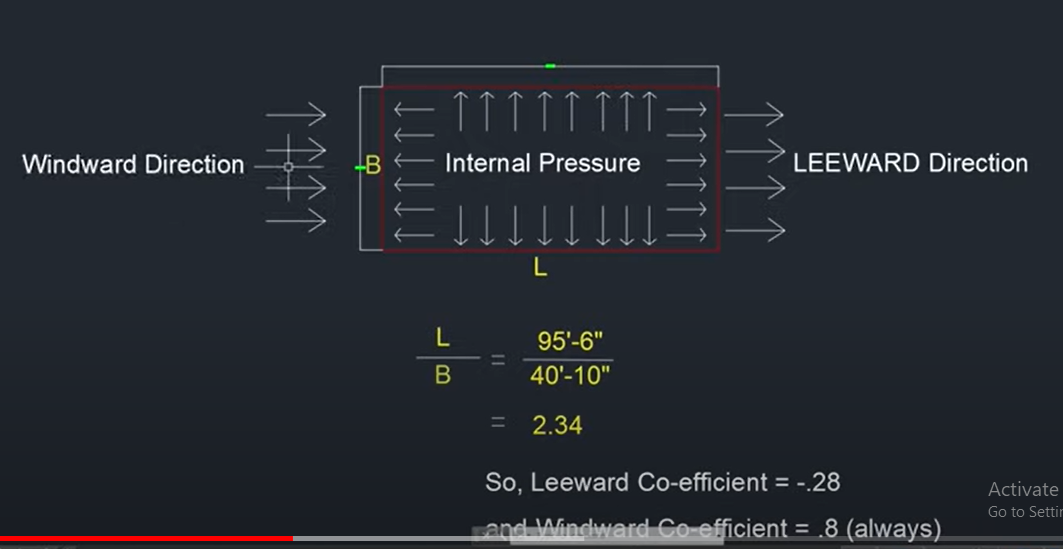 Windward Direction
B
Internal Pressure
LEEWARD Direction
L
L
B
=
95'-6"
40'-10"
= 2.34
So, Leeward Co-efficient = -.28
and Windward Co-efficient = .8 (always)
Activate
Go to Settin